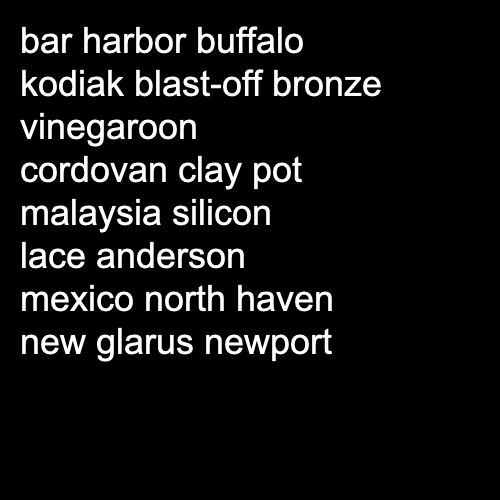 bar harbor buffalo
kodiak blast-off bronze
vinegaroon
cordovan clay pot
malaysia silicon
lace anderson
mexico north haven
new glarus newport